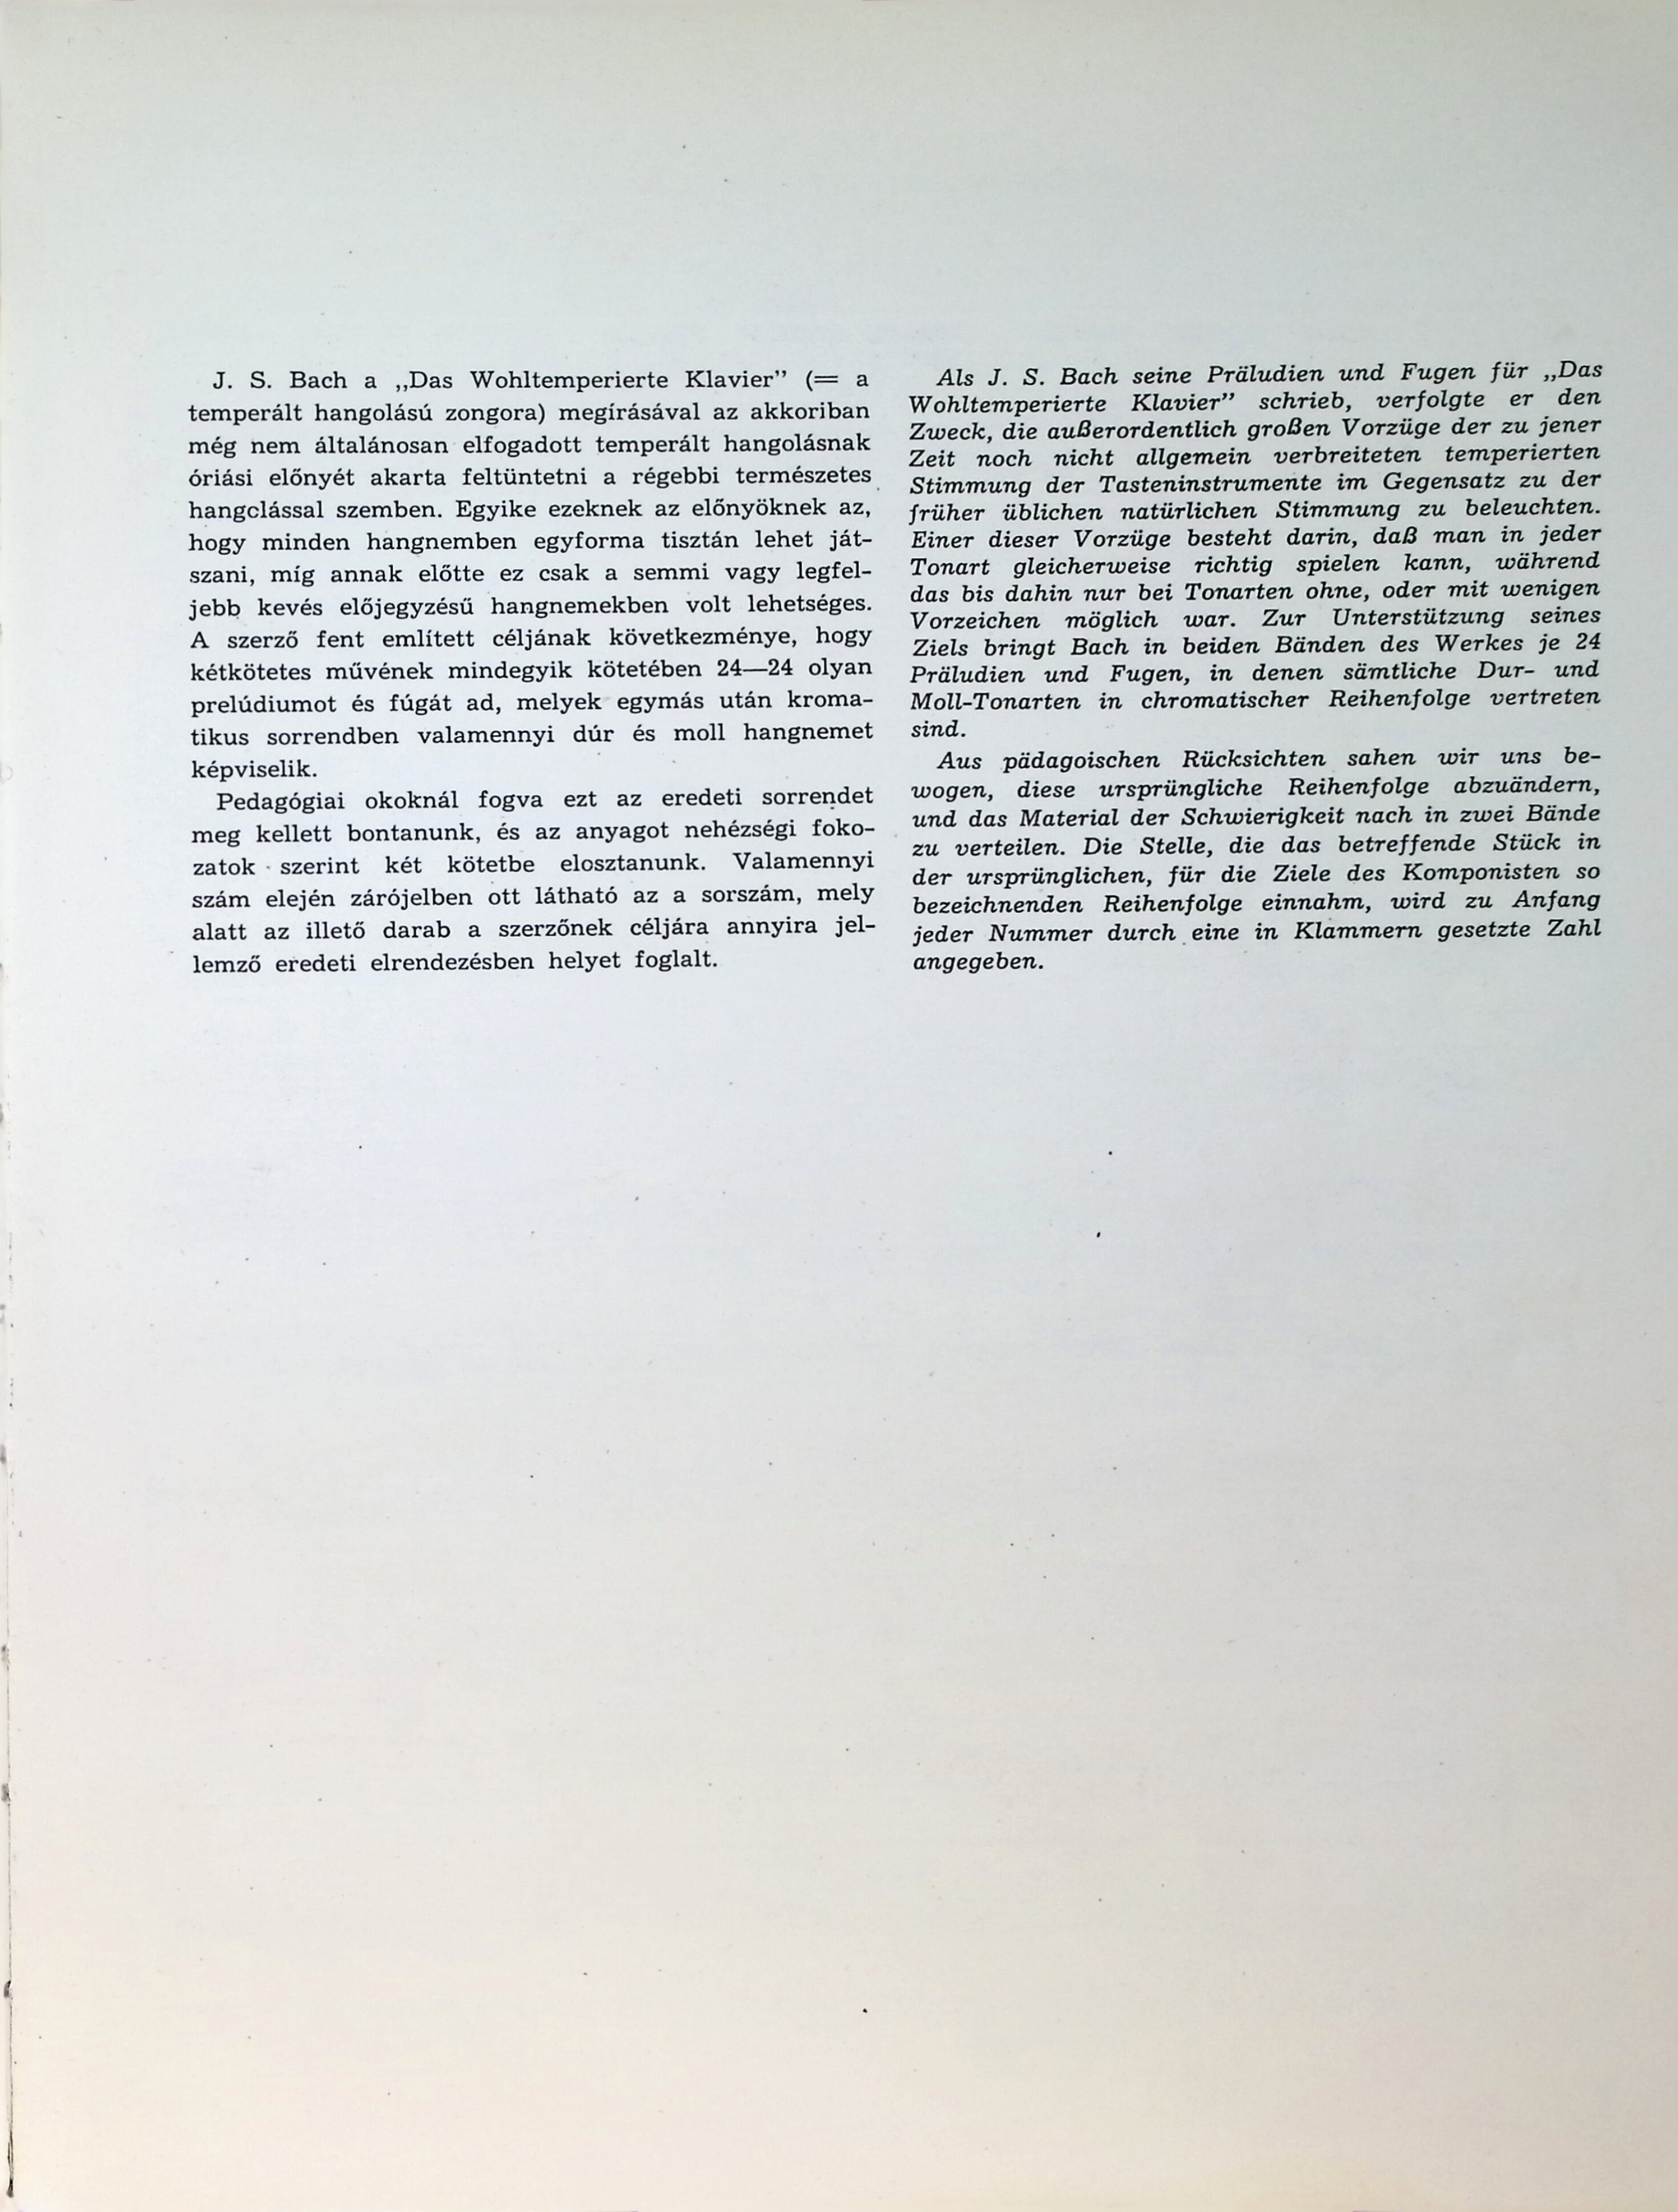 J. S. Bach a „Das Wohltemperierte Klavier” (= a
temperált hangolású zongora) megírásával az akkoriban
még nem általánosan elfogadott temperált hangolásnak
óriási előnyét akarta feltüntetni a régebbi természetes
hangclással szemben. Egyike ezeknek az előnyöknek az,
hogy minden hangnemben egyforma tisztán lehet ját-
szani, míg annak előtte ez csak a semmi vagy legfel-
jebb kevés előjegyzésű hangnemekben volt lehetséges.
A szerző fent említett céljának következménye, hogy
kétkötetes művének mindegyik kötetében 24—24 olyan
prelúdiumot és fúgát ad, melyek egymás után kroma-
tikus sorrendben valamennyi dúr és moll hangnemet
képviselik.
Pedagógiai okoknál fogva ezt az eredeti sorrendet
meg kellett bontanunk, és az anyagot nehézségi foko-
zatok szerint két kötetbe elosztanunk. Valamennyi
szám elején zárójelben ott látható az a sorszám, mely
alatt az illető darab a szerzőnek céljára annyira jel-
lemző eredeti elrendezésben helyet foglalt.
Als J. S. Bach seine Präludien und Fugen für „Das
Wohltemperierte Klavier” schrieb, verfolgte er den
Zweck, die außerordentlich großen Vorzüge der zu jener
Zeit noch nicht allgemein verbreiteten temperierten
Stimmung der Tasteninstrumente im Gegensatz zu der
früher üblichen natürlichen Stimmung zu beleuchten.
Einer dieser Vorzüge besteht darin, daß man in jeder
Tonart gleicherweise richtig spielen kann, während
das bis dahin nur bei Tonarten ohne, oder mit wenigen
Vorzeichen möglich war. Zur Unterstützung seines
Ziels bringt Bach in beiden Bänden des Werkes je 24
Präludien und Fugen, in denen sämtliche Dur- und
Moll-Tonarten in chromatischer Reihenfolge vertreten
sind.
Aus pädagoischen Rücksichten sahen wir uns be-
wogen, diese ursprüngliche Reihenfolge abzuändern,
und das Material der Schwierigkeit nach in zwei Bände
zu verteilen. Die Stelle, die das betreffende Stück in
der ursprünglichen, für die Ziele des Komponisten so
bezeichnenden Reihenfolge einnahm, wird zu Anfang
jeder Nummer durch eine in Klammern gesetzte Zahl
angegeben.